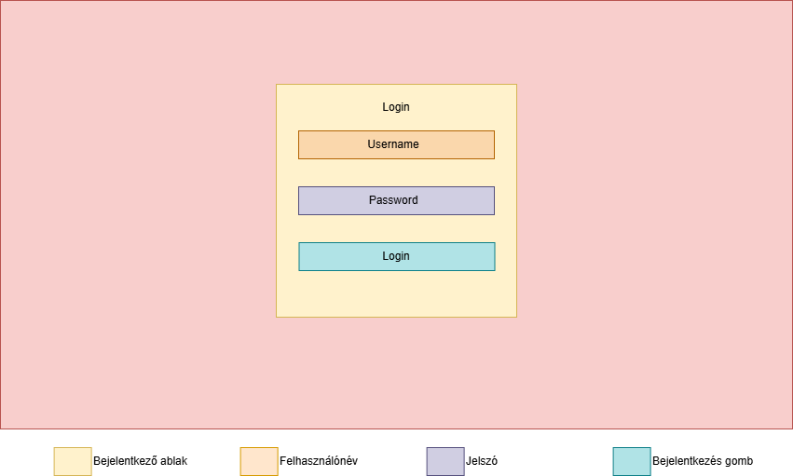 Login
Username
Password
Login
Bejelentkező ablak
Felhasználónév
Jelszó
Bejelentkezés gomb